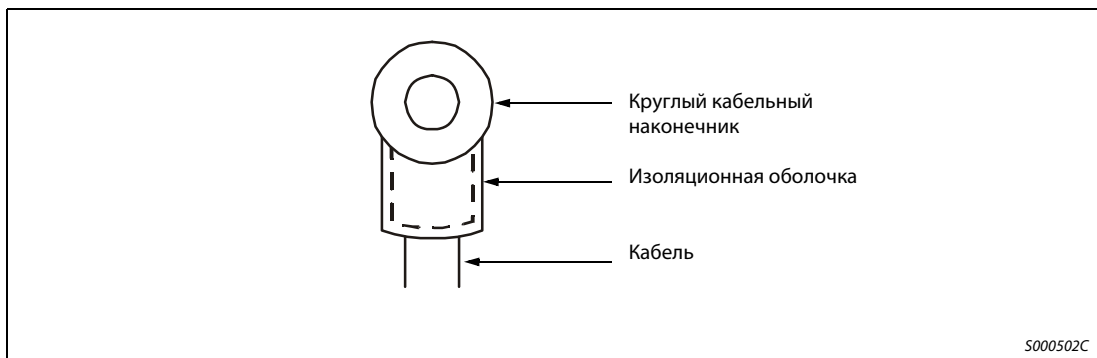 Круглый кабельный
наконечник
Изоляционная оболочка
Кабель
S000502C